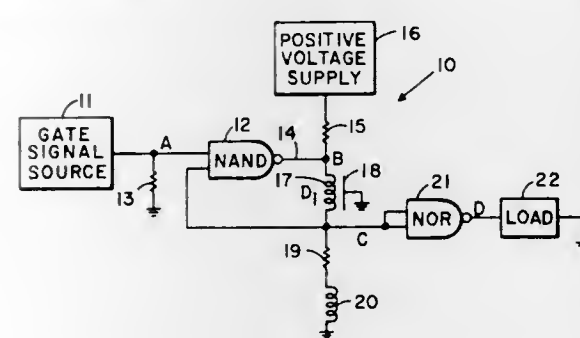 16
POSITIVE
VOLTAGE
SUPPLY
10
11
GATE
SIGNAL
SOURCE
A
13
12
NAND
14
15
B
17
D1
18
C
19
20
21
NOR
D
22
LOAD